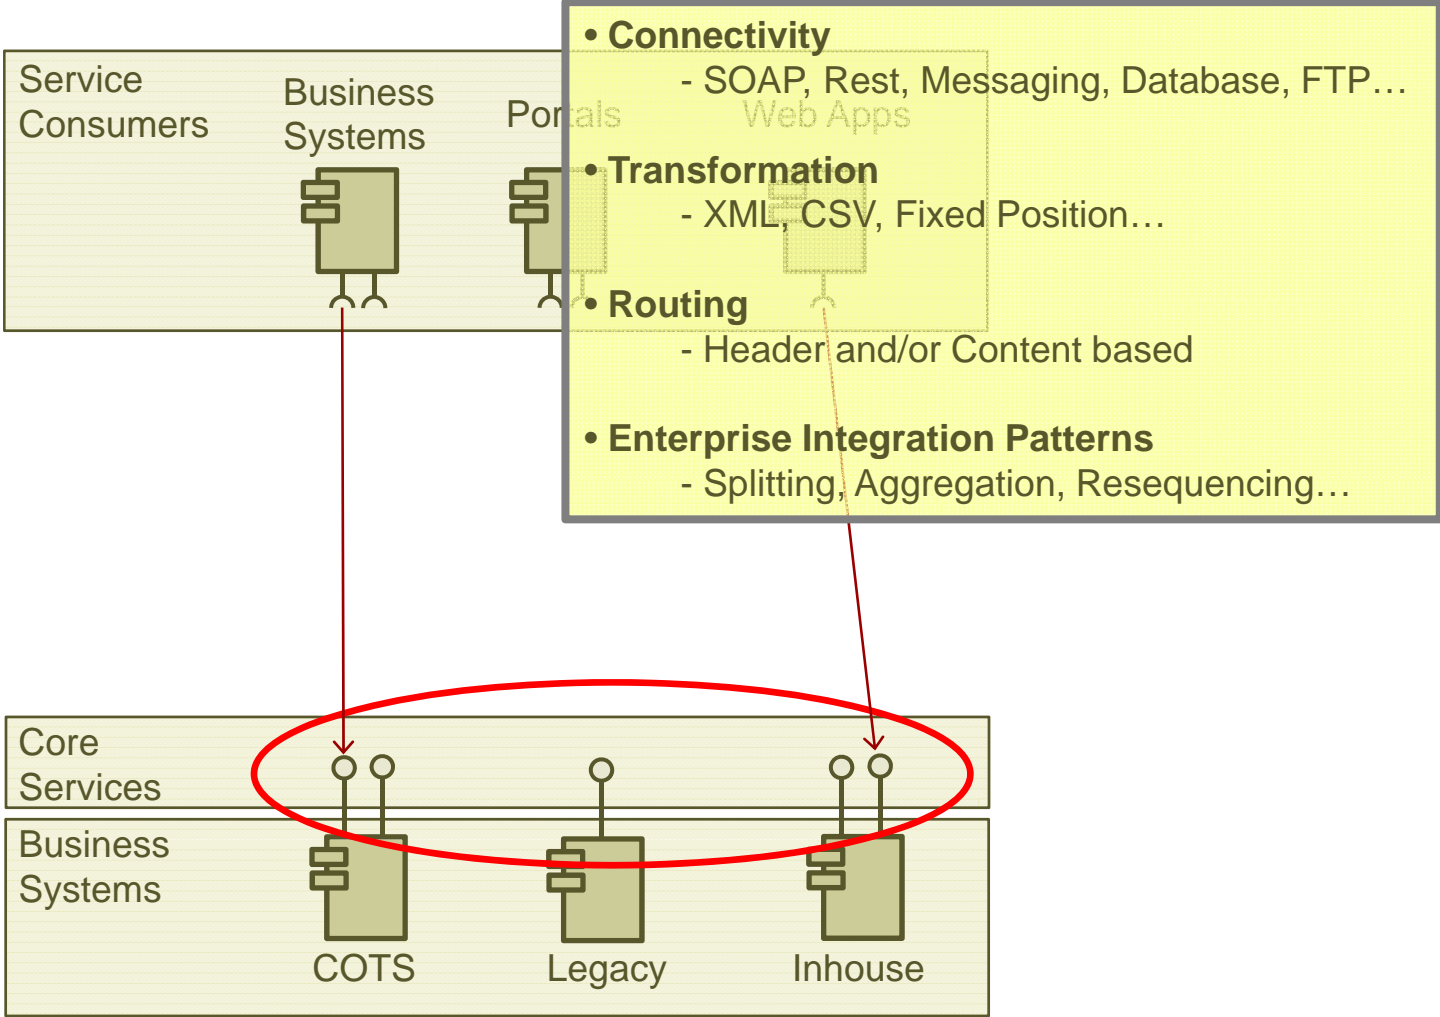 Service
Consumers
Business
Systems
Portals
Web Apps
• Connectivity
- SOAP, Rest, Messaging, Database, FTP…
• Transformation
- XML, CSV, Fixed Position…
• Routing
- Header and/or Content based
• Enterprise Integration Patterns
- Splitting, Aggregation, Resequencing…
Core
Services
Business
Systems
COTS
Legacy
Inhouse